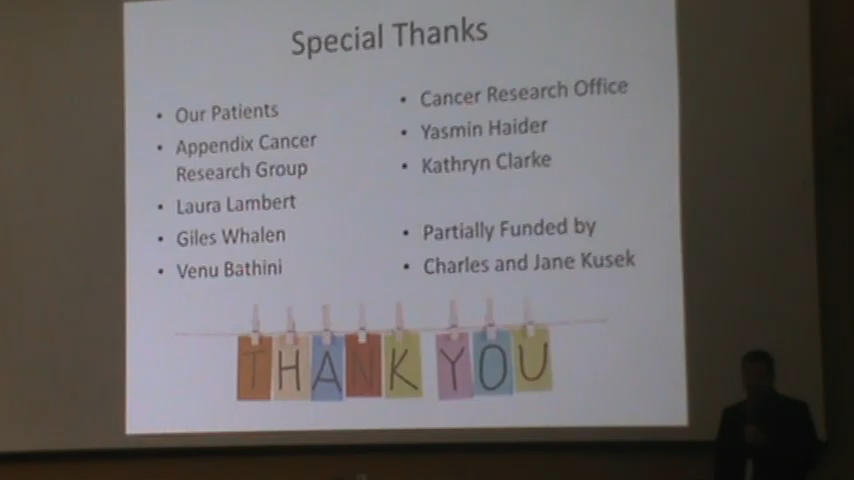 Special Thanks
• Our Patients
• Appendix Cancer
Research Group
• Laura Lambert
• Giles Whalen
• Venu Bathini
• Cancer Research Office
• Yasmin Haider
• Kathryn Clarke
• Partially Funded by
• Charles and Jane Kusek
THANK YOU